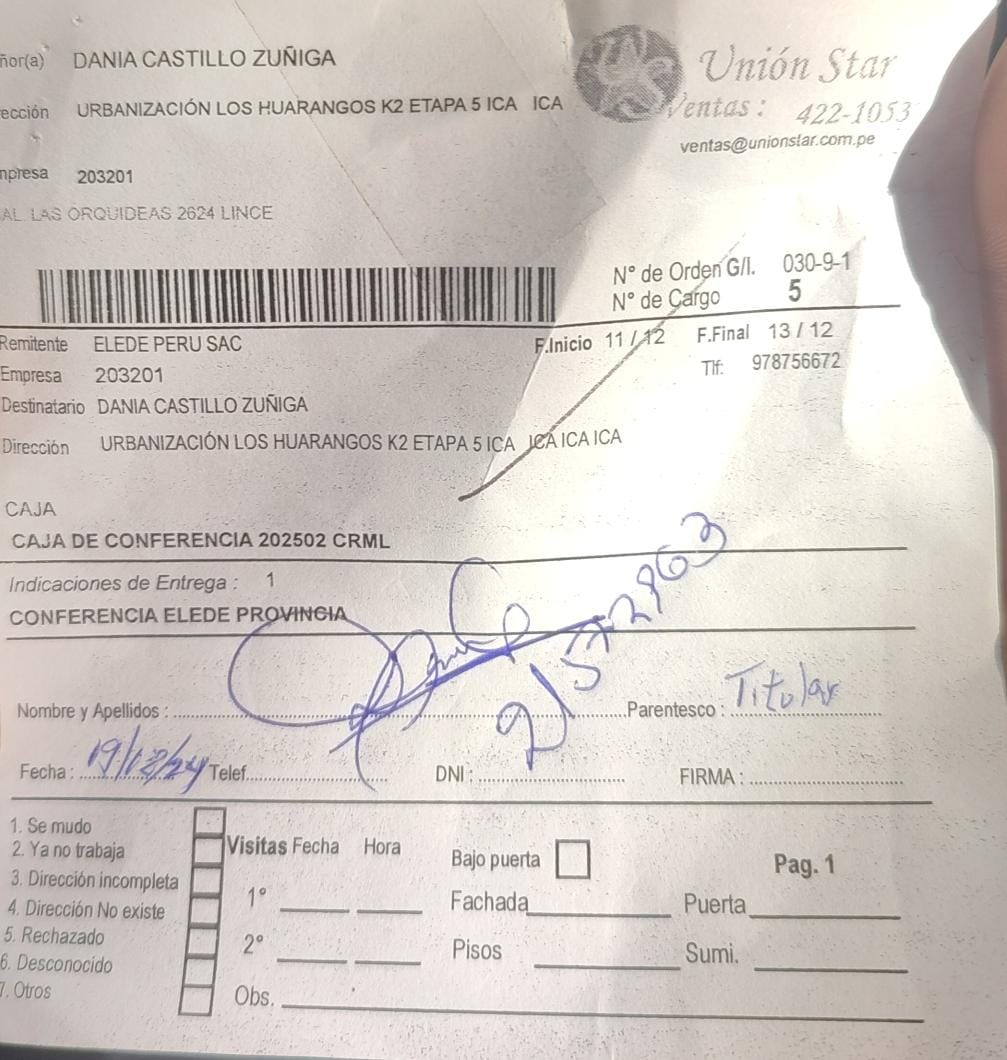 ñor(a) DANIA CASTILLO ZUÑIGA
Unión Star
ección URBANIZACIÓN LOS HUARANGOS K2 ETAPA 5 ICA ICA
Ventas: 422-1053
ventas@unionstar.com.pe
mpresa 203201
AL. LAS ORQUIDEAS 2624 LINCE
N° de Orden G/I. 030-9-1
N° de Cargo 5
Remitente ELEDE PERU SAC F.Inicio 11 / 12 F.Final 13 / 12
Empresa 203201 Tlf: 978756672
Destinatario DANIA CASTILLO ZUÑIGA
Dirección URBANIZACIÓN LOS HUARANGOS K2 ETAPA 5 ICA ICA ICA ICA
CAJA
CAJA DE CONFERENCIA 202502 CRML
Indicaciones de Entrega : 1
CONFERENCIA ELEDE PROVINCIA
Nombre y Apellidos : Parentesco : Titular
Fecha : 19/12/24 Telef. DNI : FIRMA :
1. Se mudo
2. Ya no trabaja
3. Dirección incompleta
4. Dirección No existe
5. Rechazado
6. Desconocido
7. Otros
Visitas Fecha Hora Bajo puerta Pag. 1
1° Fachada Puerta
2° Pisos Sumi.
Obs.